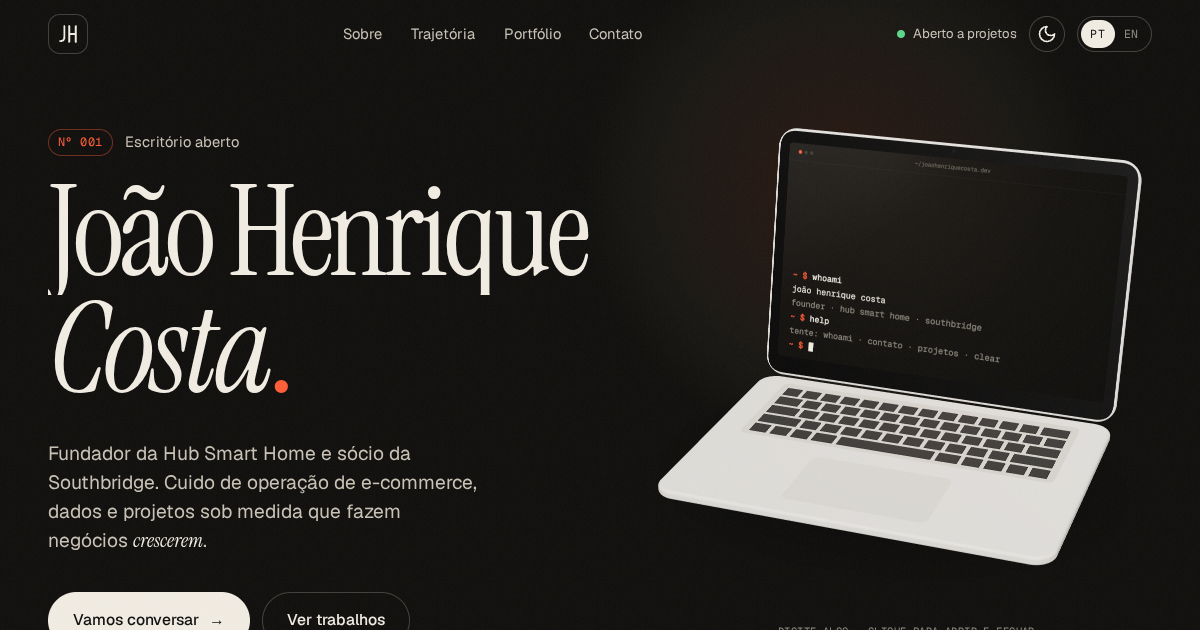 JH
Sobre
Trajetória
Portfólio
Contato
Aberto a projetos
PT
EN
Nº 001
Escritório aberto
João Henrique
Costa.
Fundador da Hub Smart Home e sócio da
Southbridge. Cuido de operação de e-commerce,
dados e projetos sob medida que fazem
negócios crescerem.
Vamos conversar →
Ver trabalhos
~/joaohenriquecosta.dev
~ $ whoami
joão henrique costa
founder · hub smart home · southbridge
~ $ help
tente: whoami · contato · projetos · clear
~ $